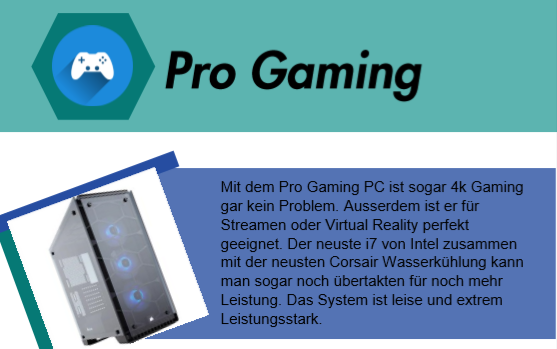 Pro Gaming
Mit dem Pro Gaming PC ist sogar 4k Gaming
gar kein Problem. Ausserdem ist er für
Streamen oder Virtual Reality perfekt
geeignet. Der neuste i7 von Intel zusammen
mit der neusten Corsair Wasserkühlung kann
man sogar noch übertakten für noch mehr
Leistung. Das System ist leise und extrem
Leistungsstark.